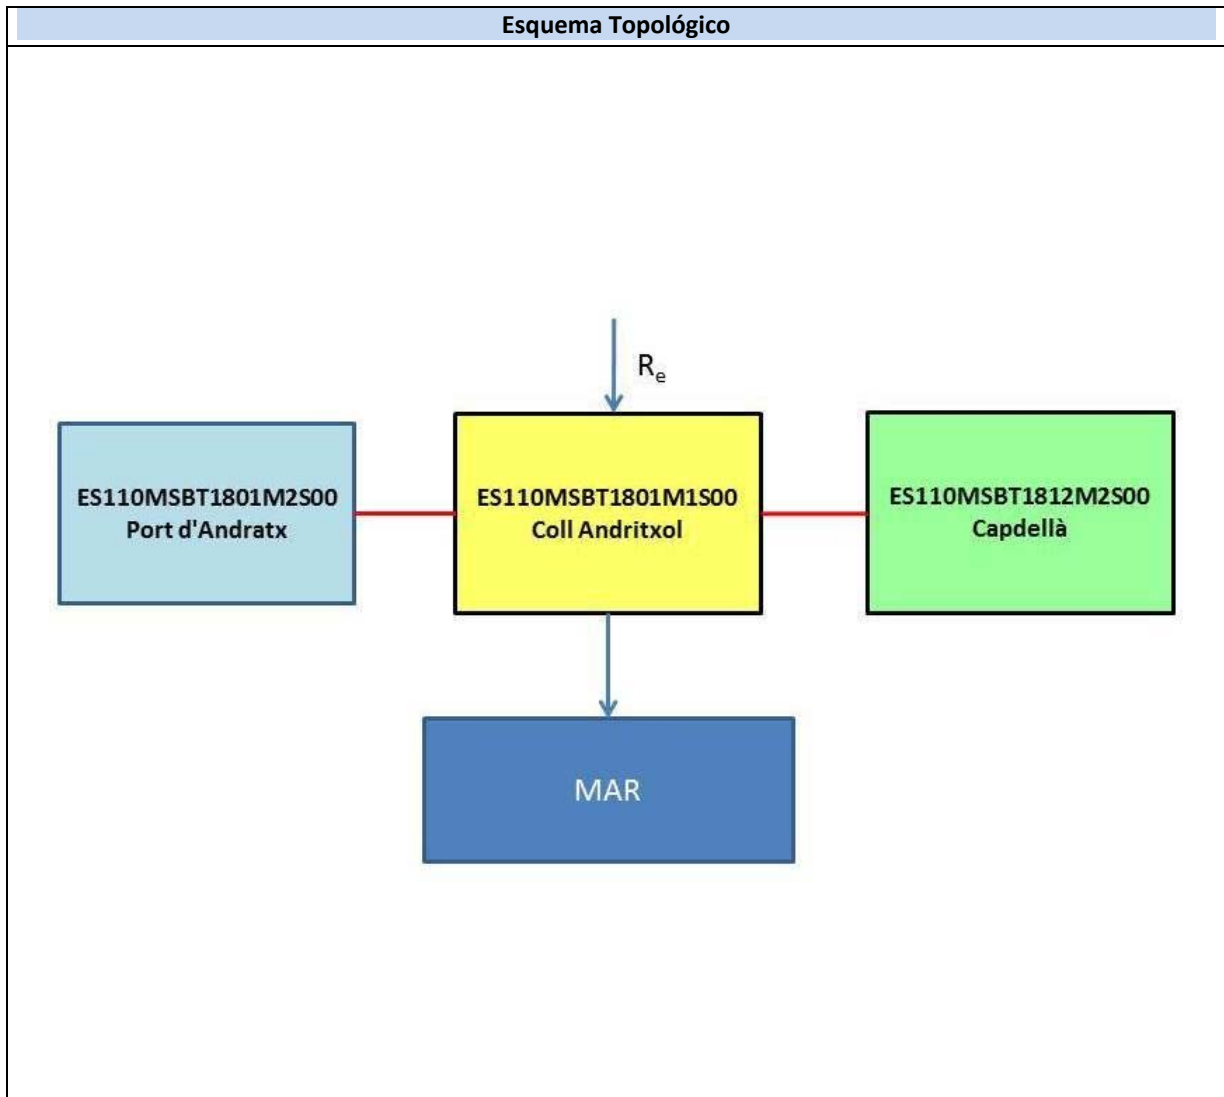 Esquema Topológico
Re
ES110MSBT1801M2S00
Port d'Andratx
ES110MSBT1801M1S00
Coll Andritxol
ES110MSBT1812M2S00
Capdellà
MAR